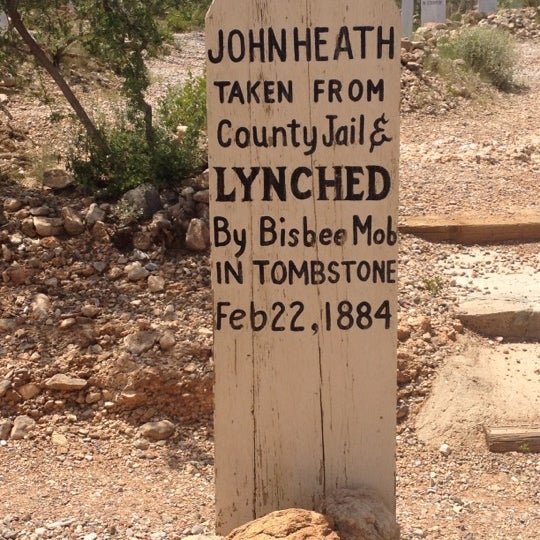 JOHN HEATH
TAKEN FROM
County Jail &
LYNCHED
By Bisbee Mob
IN TOMBSTONE
Feb 22, 1884